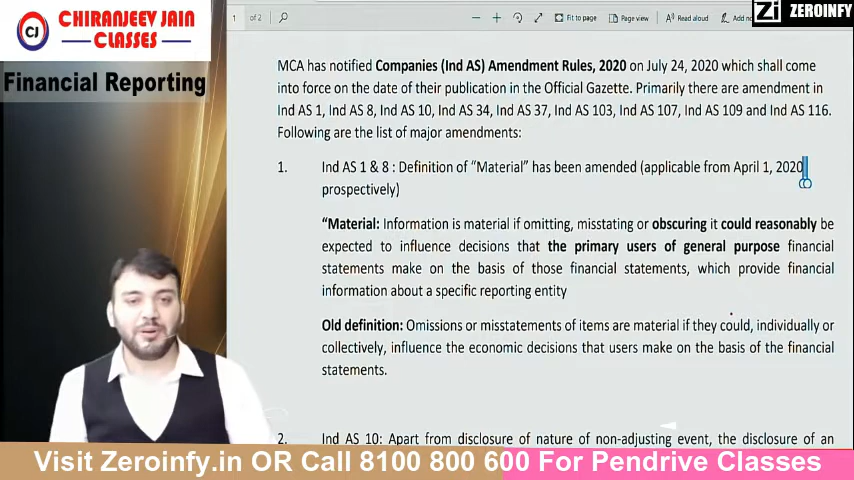 CHIRANJEEV JAIN
CLASSES
CJ
Financial Reporting
1
of 2
Fit to page
Page view
Read aloud
Add no
Zi ZEROINFY
MCA has notified Companies (Ind AS) Amendment Rules, 2020 on July 24, 2020 which shall come
into force on the date of their publication in the Official Gazette. Primarily there are amendment in
Ind AS 1, Ind AS 8, Ind AS 10, Ind AS 34, Ind AS 37, Ind AS 103, Ind AS 107, Ind AS 109 and Ind AS 116.
Following are the list of major amendments:
1. Ind AS 1 & 8 : Definition of “Material” has been amended (applicable from April 1, 2020
prospectively)
“Material: Information is material if omitting, misstating or obscuring it could reasonably be
expected to influence decisions that the primary users of general purpose financial
statements make on the basis of those financial statements, which provide financial
information about a specific reporting entity
Old definition: Omissions or misstatements of items are material if they could, individually or
collectively, influence the economic decisions that users make on the basis of the financial
statements.
2. Ind AS 10: Apart from disclosure of nature of non-adjusting event, the disclosure of an
Visit Zeroinfy.in OR Call 8100 800 600 For Pendrive Classes